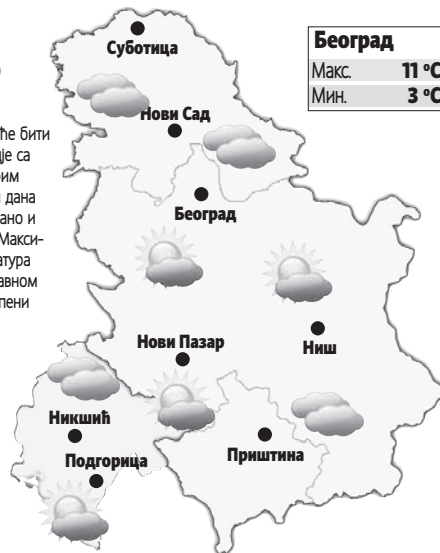 ће бити
је са
дана
ано и
Макси-
атура
авном
пени
Суботица
Нови Сад
Београд
Ниш
Нови Пазар
Никшић
Подгорица
Приштина
Београд
Макс. 11 °C
Мин. 3 °C